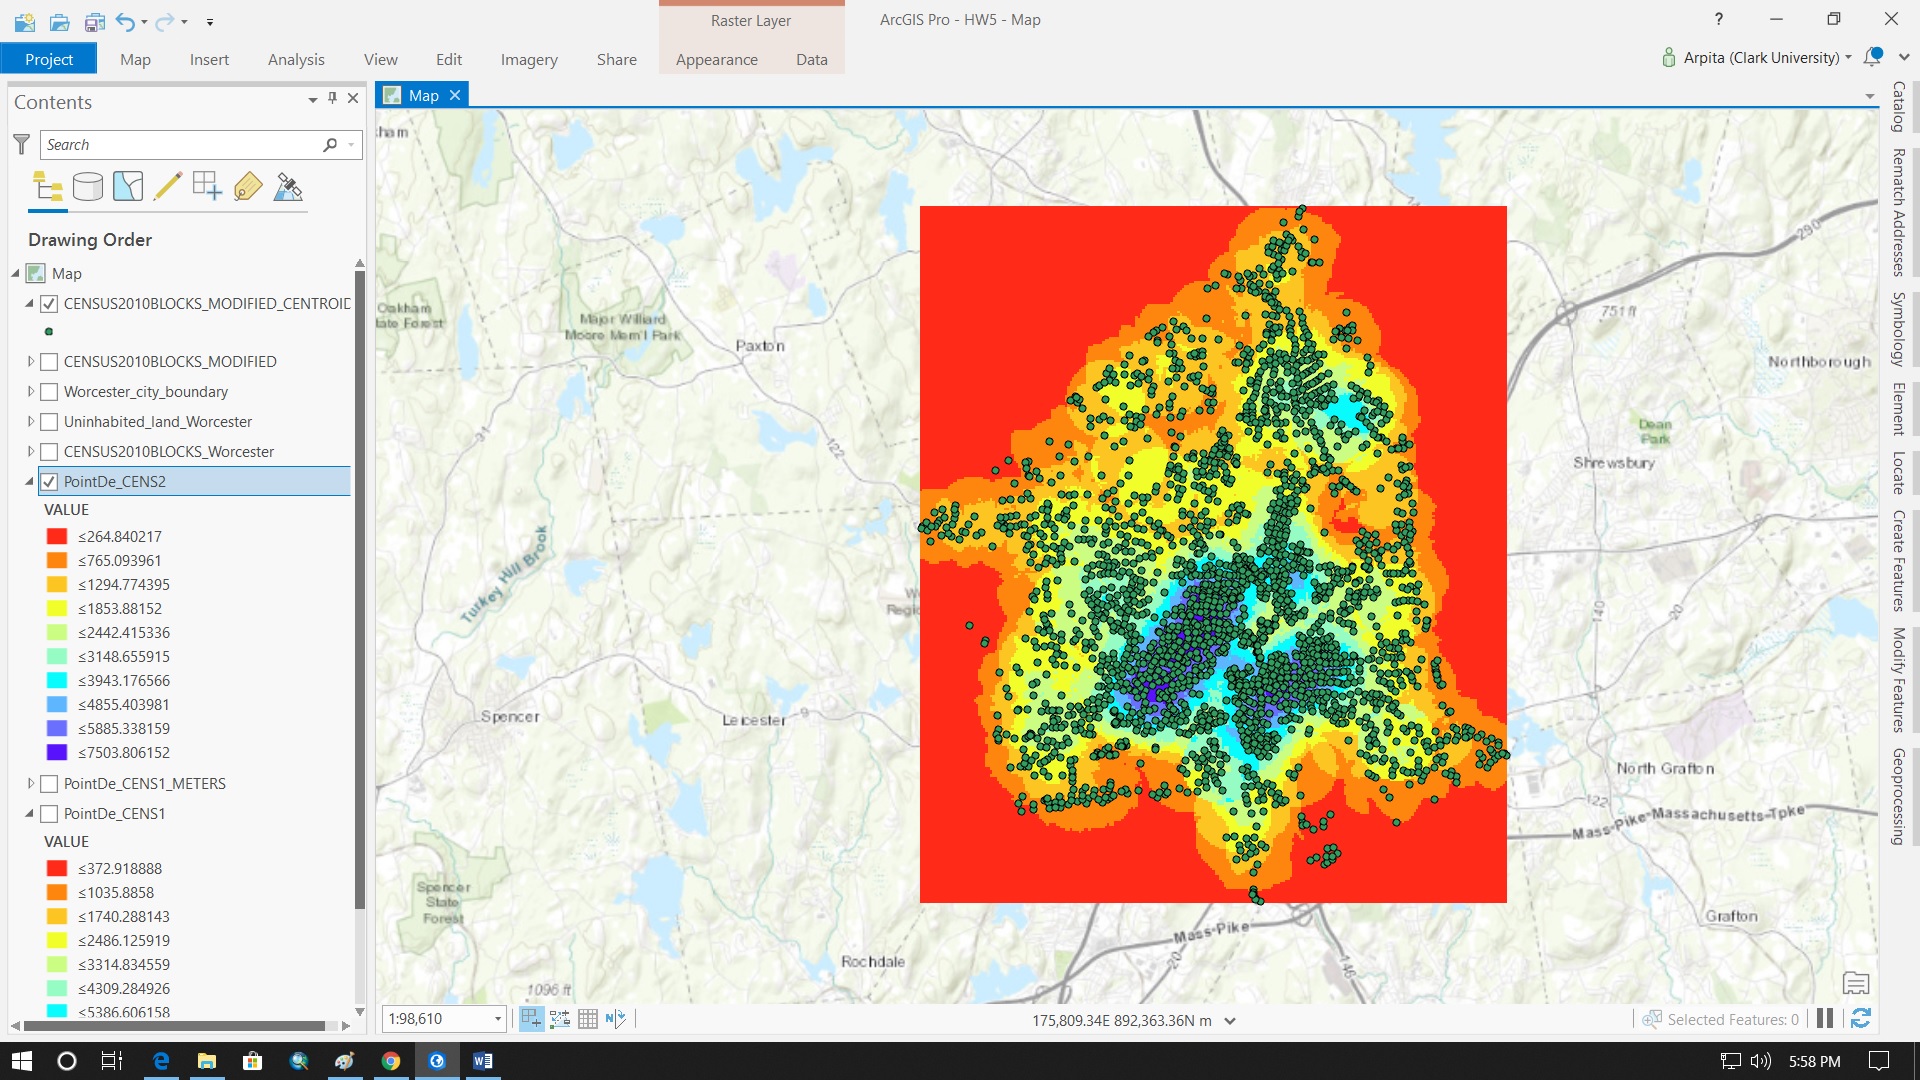 Raster Layer
ArcGIS Pro - HW5 - Map
?
Project
Map
Insert
Analysis
View
Edit
Imagery
Share
Appearance
Data
Arpita (Clark University)
Contents
Search
Drawing Order
Map
CENSUS2010BLOCKS_MODIFIED_CENTROID
CENSUS2010BLOCKS_MODIFIED
Worcester_city_boundary
Uninhabited_land_Worcester
CENSUS2010BLOCKS_Worcester
PointDe_CENS2
VALUE
≤264.840217
≤765.093961
≤1294.774395
≤1853.88152
≤2442.415336
≤3148.655915
≤3943.176566
≤4855.403981
≤5885.338159
≤7503.806152
PointDe_CENS1_METERS
PointDe_CENS1
VALUE
≤372.918888
≤1035.8858
≤1740.288143
≤2486.125919
≤3314.834559
≤4309.284926
≤5386.606158
Map
ham
Oakham
tate Forest
Major Willard
Moore Mem'l Park
Paxton
31
122
Turkey Hill Brook
Spencer
Leicester
9
Spencer
State
Forest
Rochdale
1096 ft
W
Regio
290
751 ft
Northborough
Dean
Park
Shrewsbury
140
20
North Grafton
122
Mass-Pike-Massachusetts-Tpke
Grafton
Mass-Pike
20
146
1:98,610
175,809.34E 892,363.36N m
Selected Features: 0
Catalog
Rematch Addresses
Symbology
Element
Locate
Create Features
Modify Features
Geoprocessing
5:58 PM